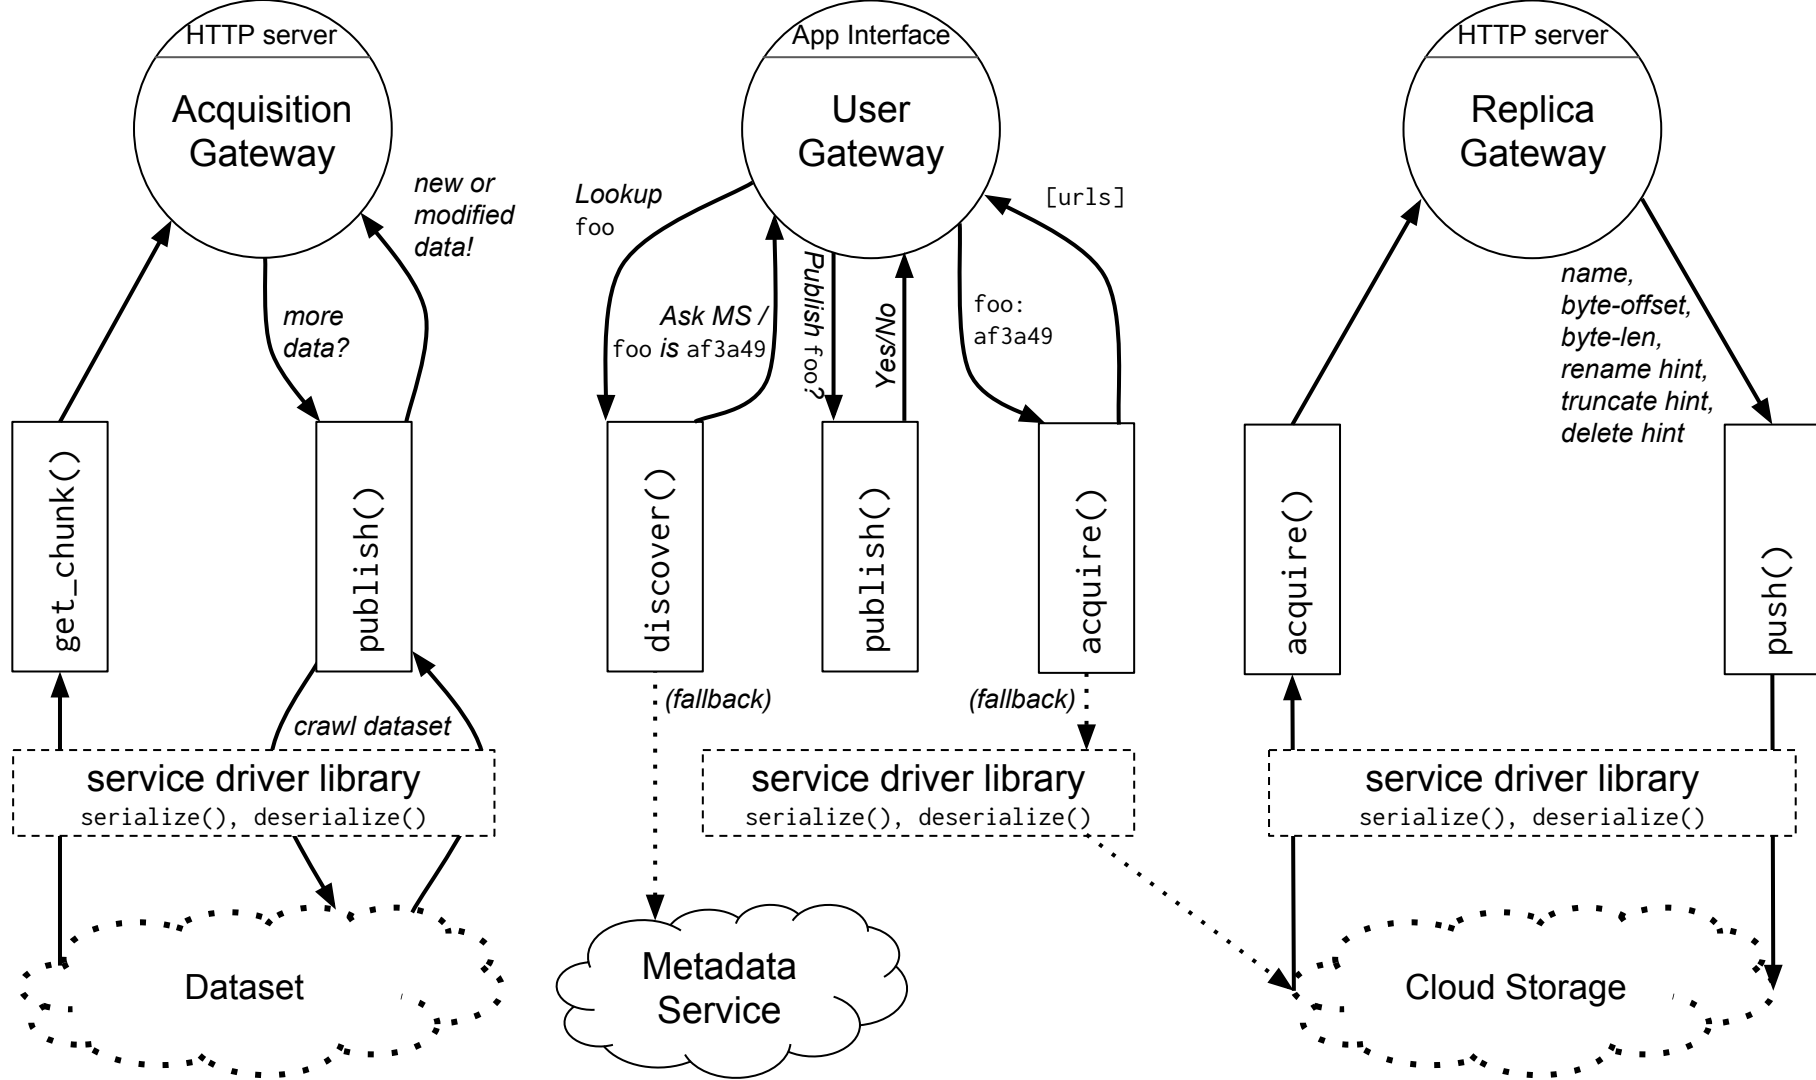 HTTP server
Acquisition
Gateway
new or
modified
data!
more
data?
get_chunk()
publish()
crawl dataset
service driver library
serialize(), deserialize()
Dataset
App Interface
User
Gateway
Lookup
foo
Ask MS /
foo is af3a49
Publish foo?
Yes/No
foo:
af3a49
[urls]
discover()
publish()
acquire()
(fallback)
(fallback)
service driver library
serialize(), deserialize()
Metadata
Service
HTTP server
Replica
Gateway
name,
byte-offset,
byte-len,
rename hint,
truncate hint,
delete hint
acquire()
push()
service driver library
serialize(), deserialize()
Cloud Storage